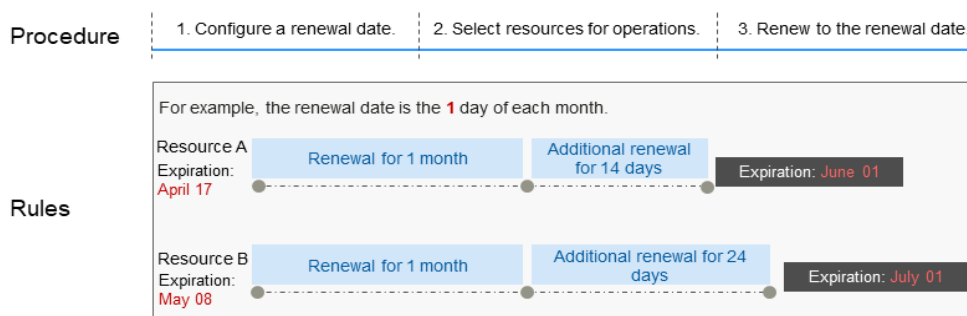 Procedure
1. Configure a renewal date.
2. Select resources for operations.
3. Renew to the renewal date.
Rules
For example, the renewal date is the 1 day of each month.
Resource A
Expiration:
April 17
Renewal for 1 month
Additional renewal
for 14 days
Expiration: June 01
Resource B
Expiration:
May 08
Renewal for 1 month
Additional renewal for 24
days
Expiration: July 01